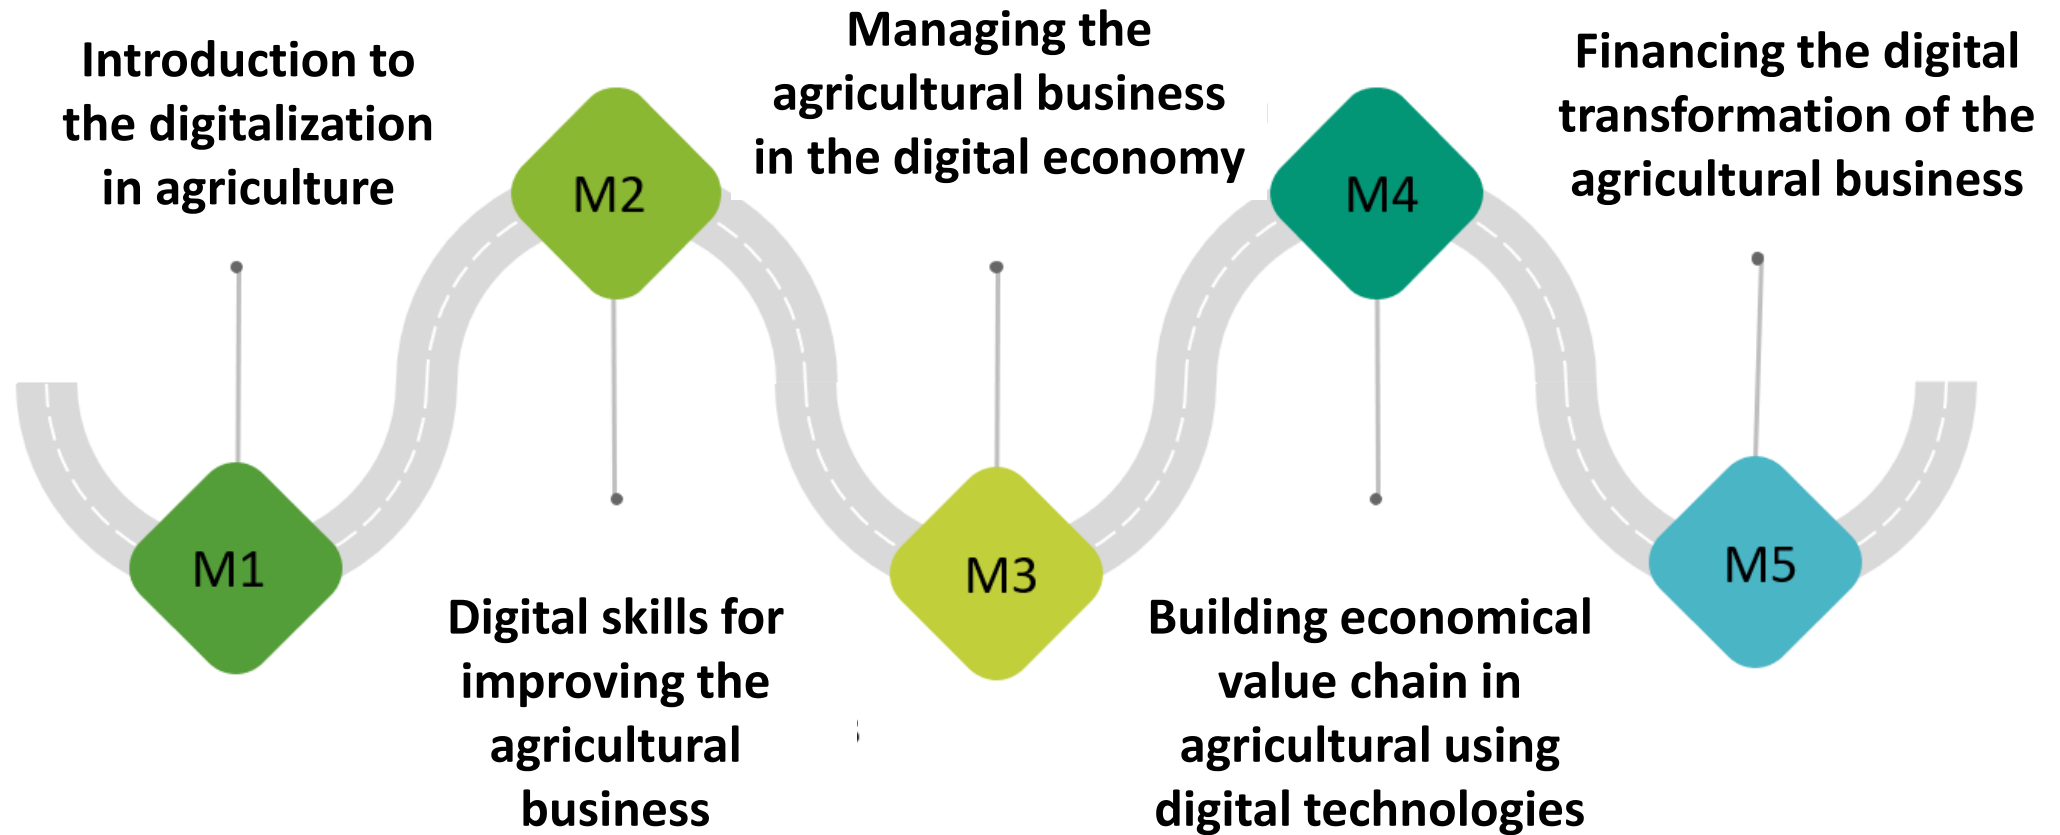 Introduction to
the digitalization
in agriculture
M1
M2
Digital skills for
improving the
agricultural
business
Managing the
agricultural business
in the digital economy
M3
M4
Building economical
value chain in
agricultural using
digital technologies
Financing the digital
transformation of the
agricultural business
M5